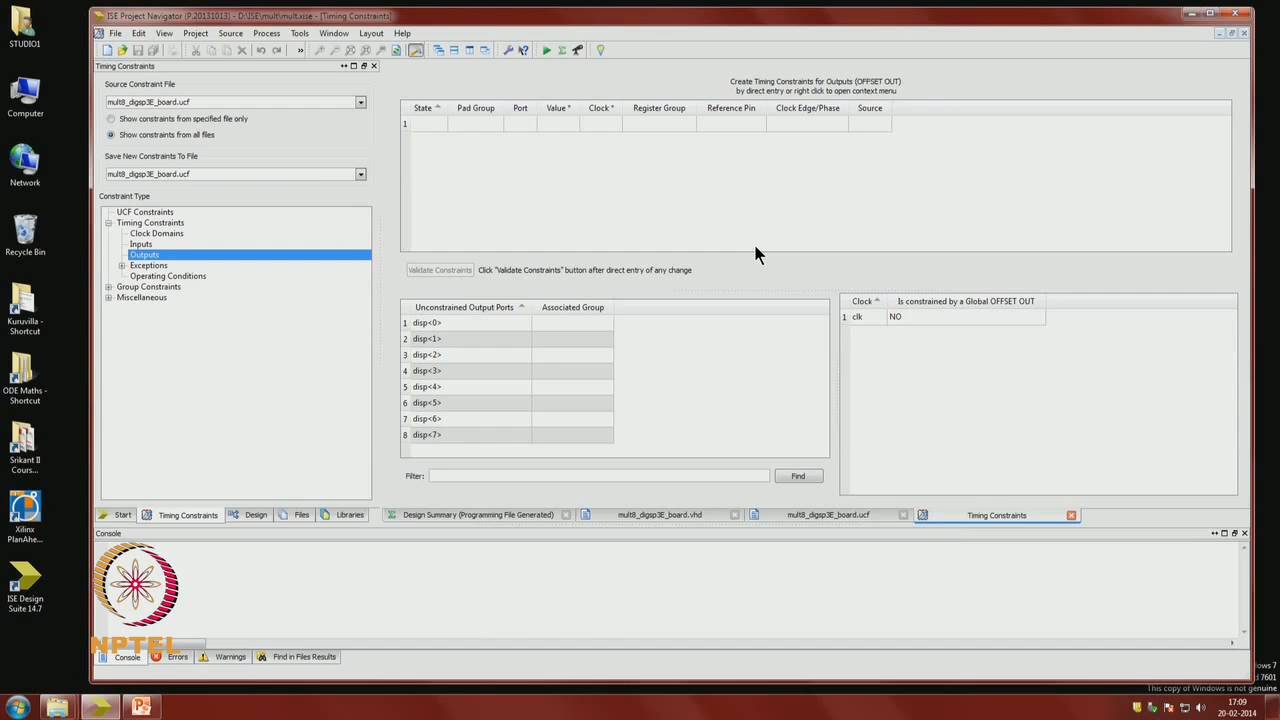 ISE Project Navigator (P.20131013) - D:\ISE\mult\mult.xise - [Timing Constraints]
File Edit View Project Source Process Tools Window Layout Help
Timing Constraints
Source Constraint File
mult8_digsp3E_board.ucf
Show constraints from specified file only
Show constraints from all files
Save New Constraints To File
mult8_digsp3E_board.ucf
Constraint Type
UCF Constraints
Timing Constraints
Clock Domains
Inputs
Outputs
Exceptions
Operating Conditions
Group Constraints
Miscellaneous
Start Timing Constraints Design Files Libraries
Create Timing Constraints for Outputs (OFFSET OUT)
by direct entry or right click to open context menu
State Pad Group Port Value * Clock * Register Group Reference Pin Clock Edge/Phase Source
1
Validate Constraints Click "Validate Constraints" button after direct entry of any change
Unconstrained Output Ports Associated Group
1 disp<0>
2 disp<1>
3 disp<2>
4 disp<3>
5 disp<4>
6 disp<5>
7 disp<6>
8 disp<7>
Filter: Find
Clock Is constrained by a Global OFFSET OUT
1 clk NO
Design Summary (Programming File Generated) mult8_digsp3E_board.vhd mult8_digsp3E_board.ucf Timing Constraints
Console
NPTEL
Console Errors Warnings Find in Files Results
STUDIO1
Computer
Network
Recycle Bin
Kuruvilla -
Shortcut
ODE Maths -
Shortcut
Srikant II
Cours...
Xilinx
PlanAhe...
ISE Design
Suite 14.7
7601
This copy of Windows is not genuine
17:09
20-02-2014